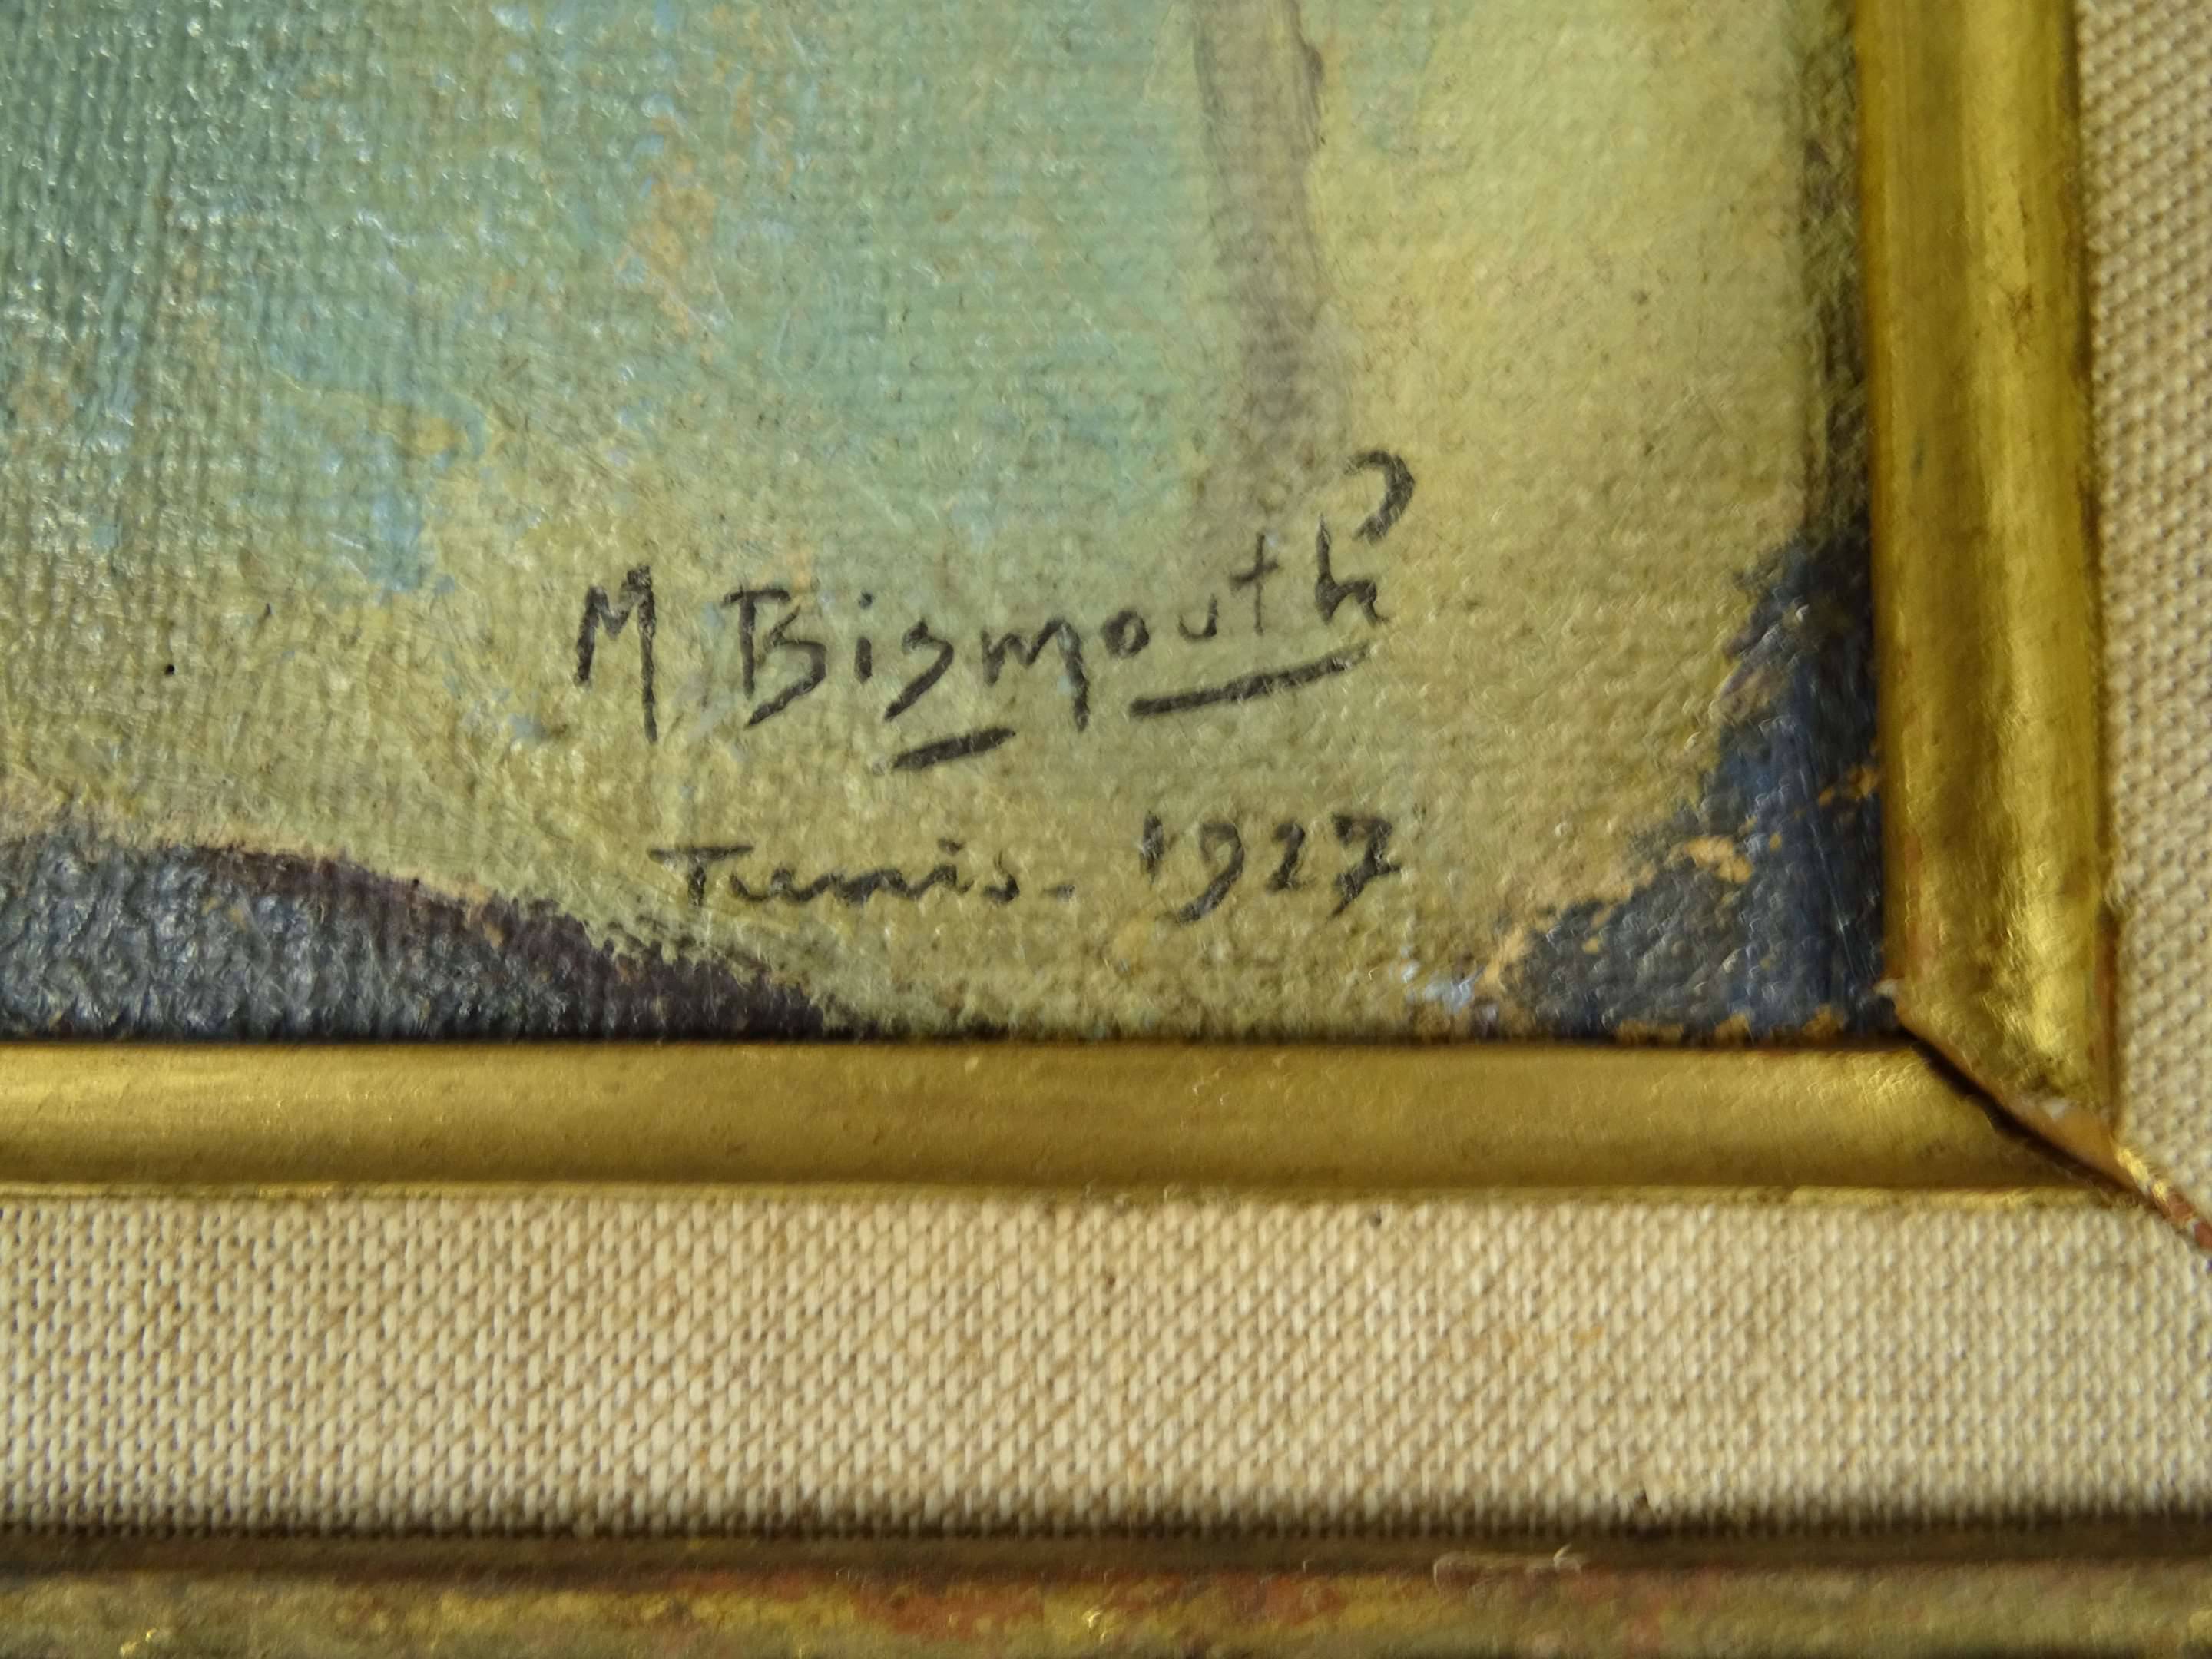 M Bismouth
Tunis - 1927